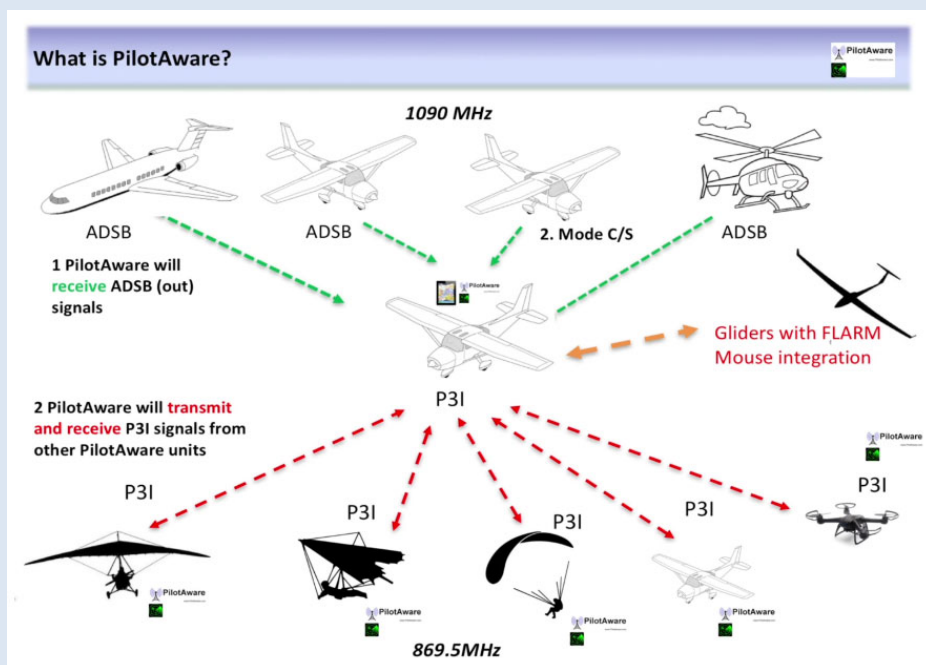 What is PilotAware?
PilotAware
1090 MHz
ADSB
ADSB
2. Mode C/S
ADSB
1 PilotAware will
receive ADSB (out)
signals
PilotAware
Gliders with FLARM
Mouse integration
P3I
2 PilotAware will transmit
and receive P3I signals from
other PilotAware units
PilotAware
P3I
P3I
P3I
P3I
P3I
PilotAware
PilotAware
PilotAware
PilotAware
869.5MHz